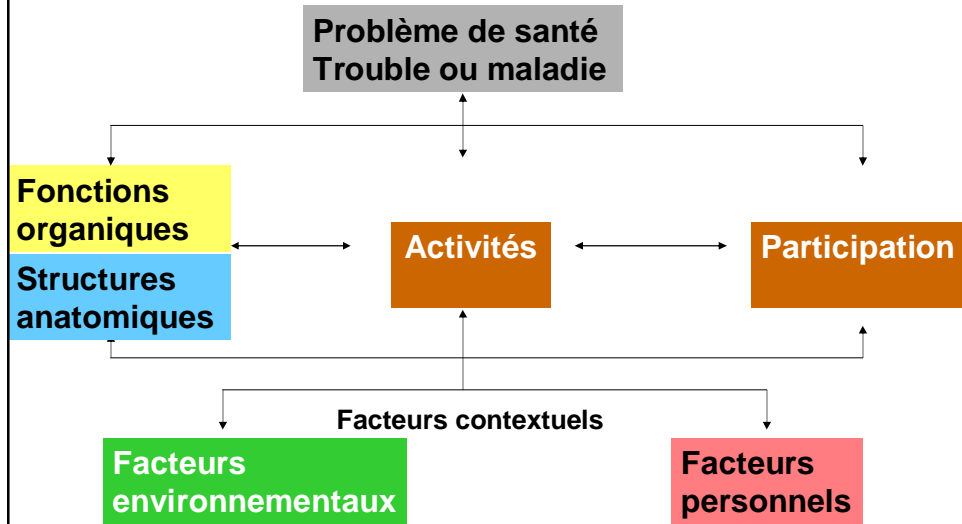 Problème de santé
Trouble ou maladie
Fonctions
organiques
Structures
anatomiques
Activités
Participation
Facteurs contextuels
Facteurs
environnementaux
Facteurs
personnels